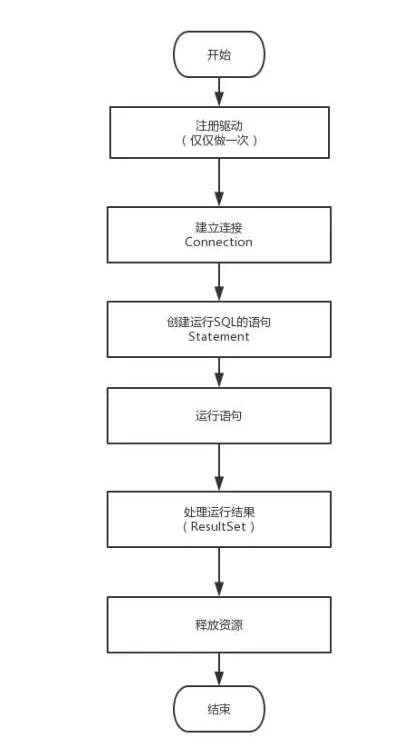 开始
注册驱动
（仅仅做一次）
建立连接
Connection
创建运行SQL的语句
Statement
运行语句
处理运行结果
（ResultSet）
释放资源
结束